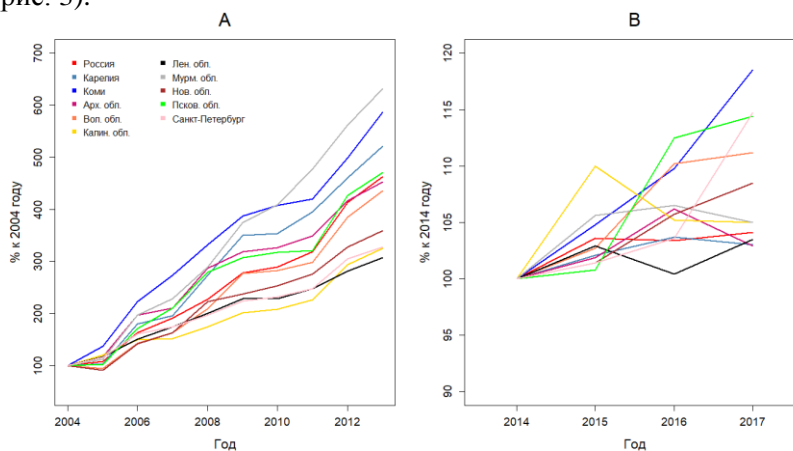 рис. 3).
A
% к 2004 году
700
600
500
400
300
200
100
Россия
Карелия
Коми
Арх. обл.
Вол. обл.
Калин. обл.
Лен. обл.
Мурм. обл.
Нов. обл.
Псков. обл.
Санкт-Петербург
2004
2006
2008
2010
2012
Год
B
% к 2014 году
120
115
110
105
100
95
90
2014
2015
2016
2017
Год